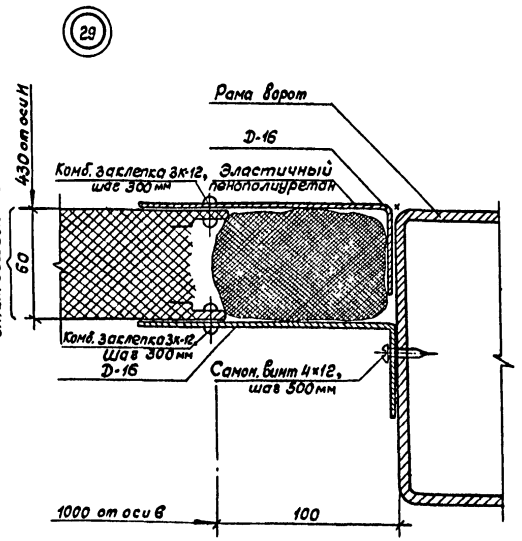 29
Рама ворот
Д-16
430 от оси И
Комб. заклепка ЗК-12,
шаг 300 мм
Эластичный
пенополиуретан
60
Комб. заклепка ЗК-12,
Шаг 300 мм
Д-16
Самон. винт 4×12,
шаг 500 мм
1000 от оси В
100